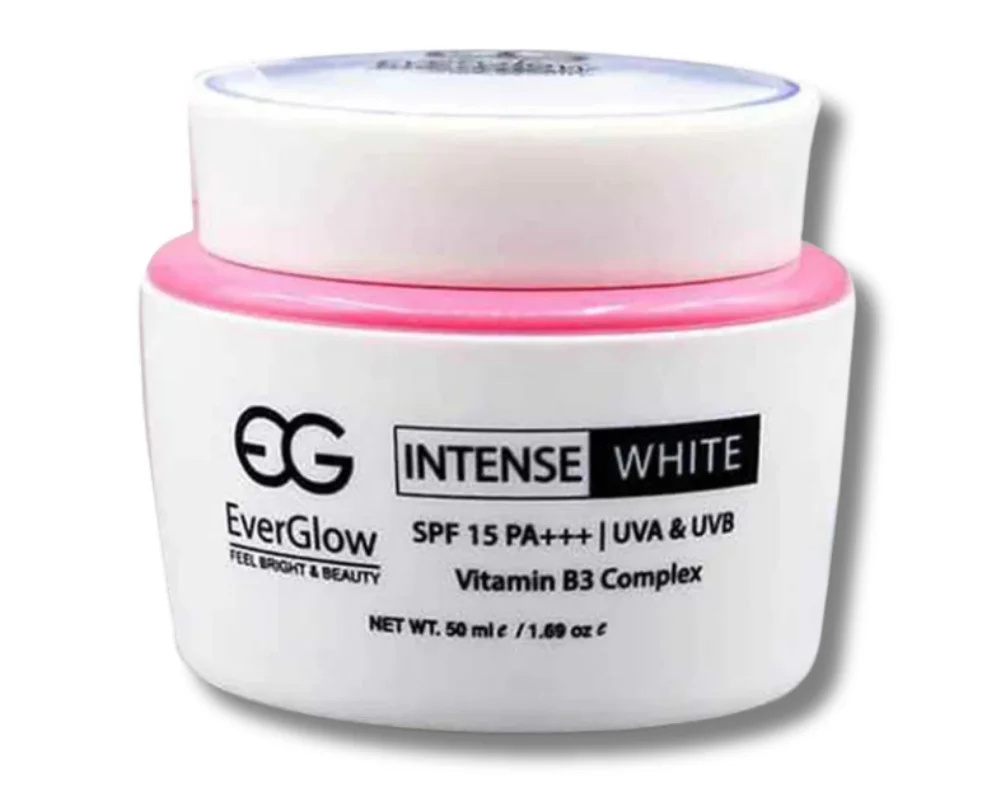 EG
EverGlow
FEEL BRIGHT & BEAUTY
INTENSE WHITE
SPF 15 PA+++ | UVA & UVB
Vitamin B3 Complex
NET WT. 50 ml ℮ / 1.69 oz ℮